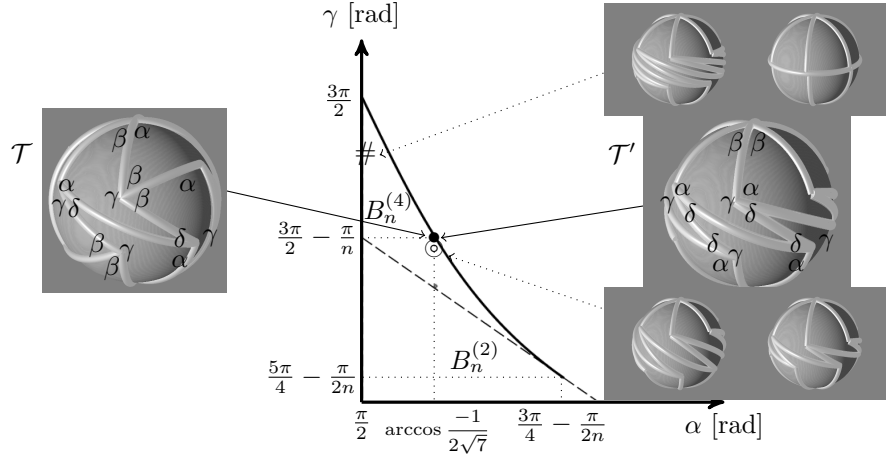 γ [rad]
3π/2
#
𝒯
β α
β α
α γ β
γ δ
β γ δ γ
β α
B_n^(4)
3π/2 − π/n
B_n^(2)
5π/4 − π/2n
π/2
arccos −1/2√7
3π/4 − π/2n
α [rad]
𝒯′
β β
α α
γ δ γ δ γ
δ δ
α γ α